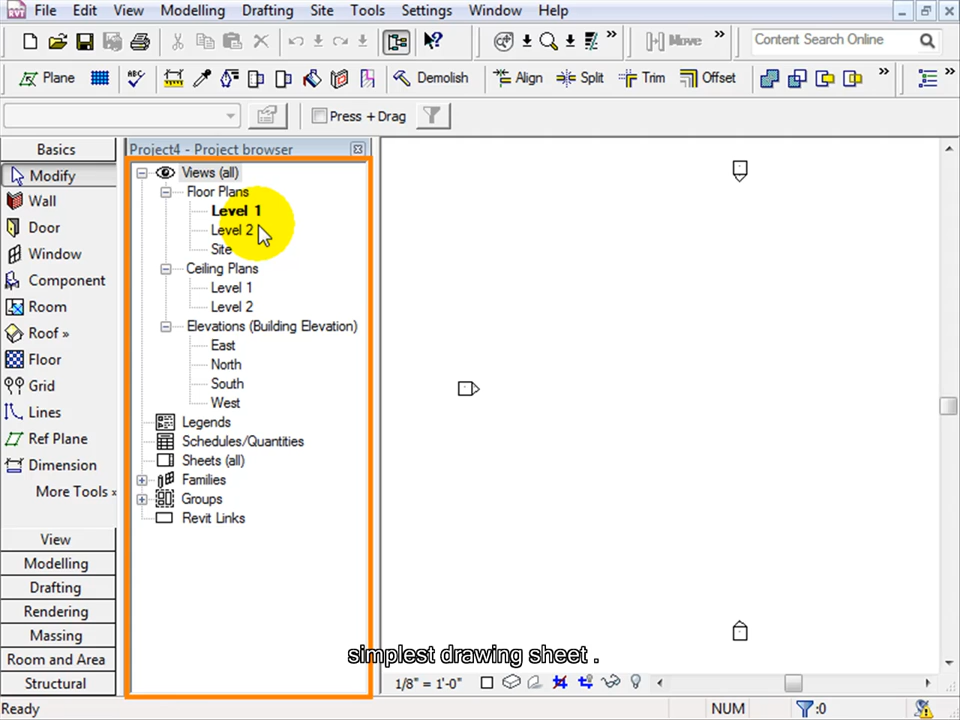 File Edit View Modelling Drafting Site Tools Settings Window Help
Move Content Search Online
Plane Demolish Align Split Trim Offset
Press + Drag
Basics
Modify
Wall
Door
Window
Component
Room
Roof »
Floor
Grid
Lines
Ref Plane
Dimension
More Tools »
View
Modelling
Drafting
Rendering
Massing
Room and Area
Structural
Project4 - Project browser
Views (all)
Floor Plans
Level 1
Level 2
Site
Ceiling Plans
Level 1
Level 2
Elevations (Building Elevation)
East
North
South
West
Legends
Schedules/Quantities
Sheets (all)
Families
Groups
Revit Links
simplest drawing sheet .
1/8" = 1'-0"
Ready NUM :0